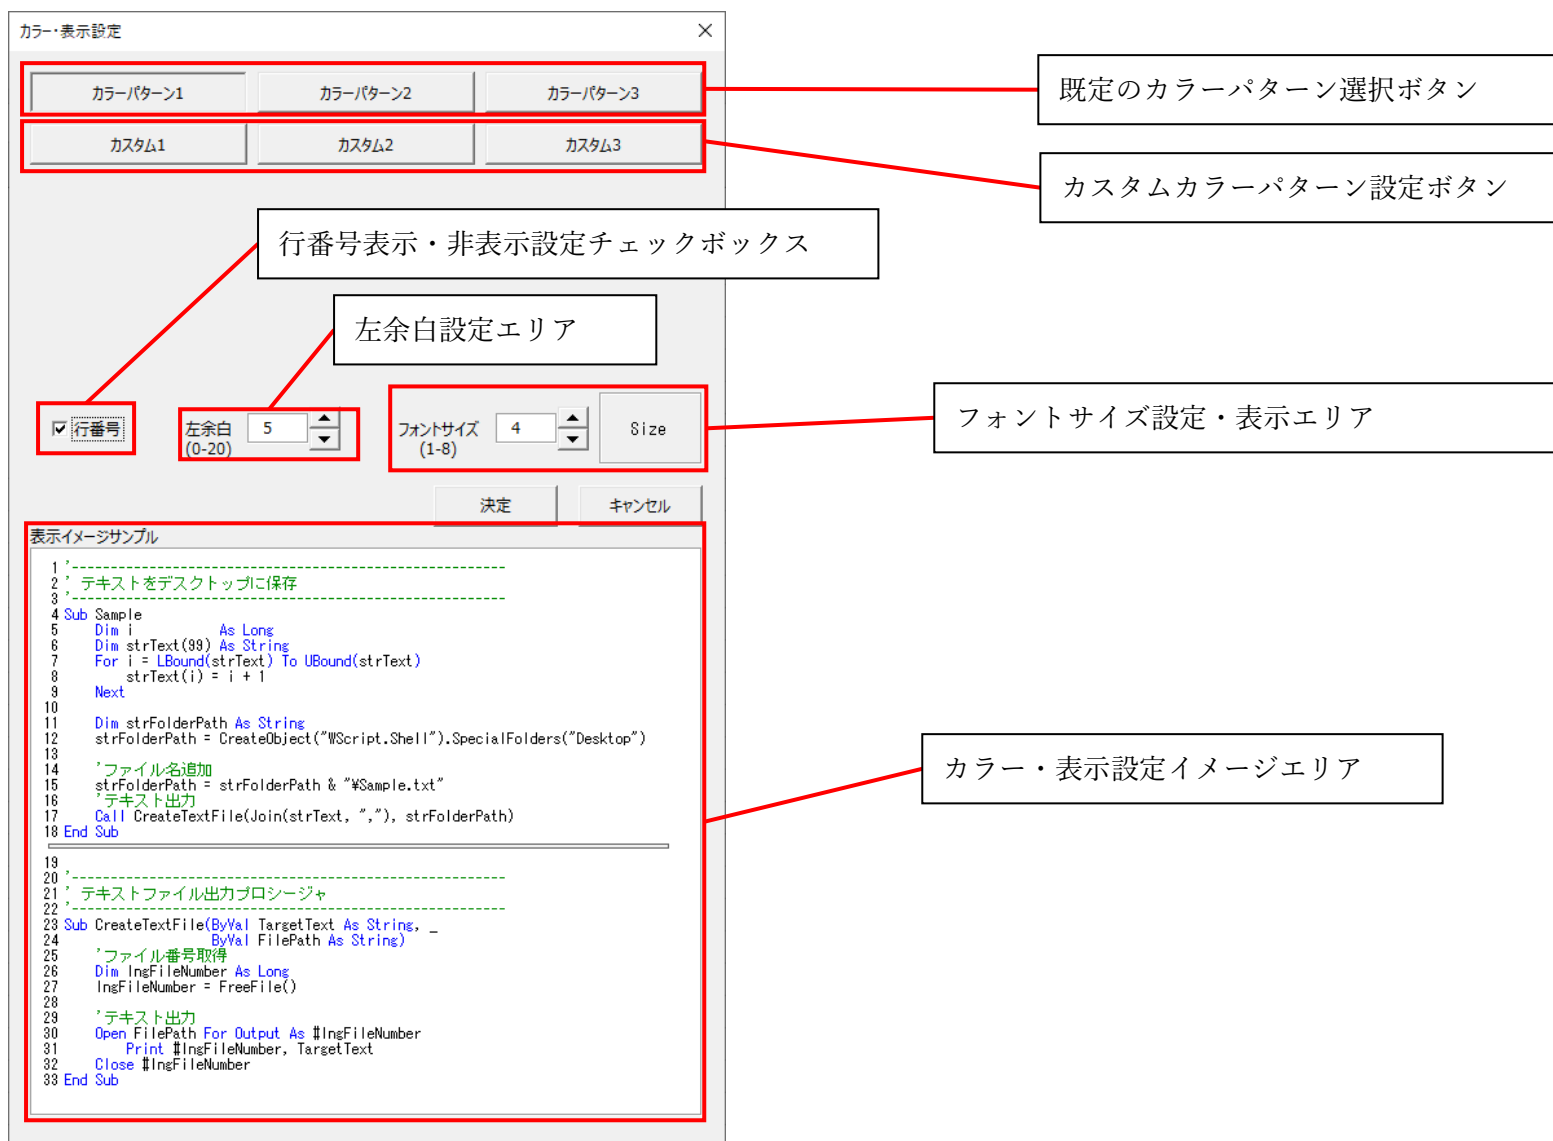 カラー・表示設定
カラーパターン1 カラーパターン2 カラーパターン3
既定のカラーパターン選択ボタン
カスタム1 カスタム2 カスタム3
カスタムカラーパターン設定ボタン
行番号表示・非表示設定チェックボックス
左余白設定エリア
行番号
左余白 5
(0-20)
フォントサイズ 4
(1-8)
Size
フォントサイズ設定・表示エリア
決定 キャンセル
表示イメージサンプル
1 '--------------------------------------------------------
2 ' テキストをデスクトップに保存
3 '--------------------------------------------------------
4 Sub Sample
5     Dim i           As Long
6     Dim strText(99) As String
7     For i = LBound(strText) To UBound(strText)
8         strText(i) = i + 1
9     Next
10
11     Dim strFolderPath As String
12     strFolderPath = CreateObject("WScript.Shell").SpecialFolders("Desktop")
13
14     'ファイル名追加
15     strFolderPath = strFolderPath & "¥Sample.txt"
16     'テキスト出力
17     Call CreateTextFile(Join(strText, ","), strFolderPath)
18 End Sub
19
20 '--------------------------------------------------------
21 ' テキストファイル出力プロシージャ
22 '--------------------------------------------------------
23 Sub CreateTextFile(ByVal TargetText As String, _
24                    ByVal FilePath As String)
25     'ファイル番号取得
26     Dim lngFileNumber As Long
27     lngFileNumber = FreeFile()
28
29     'テキスト出力
30     Open FilePath For Output As #lngFileNumber
31         Print #lngFileNumber, TargetText
32     Close #lngFileNumber
33 End Sub
カラー・表示設定イメージエリア